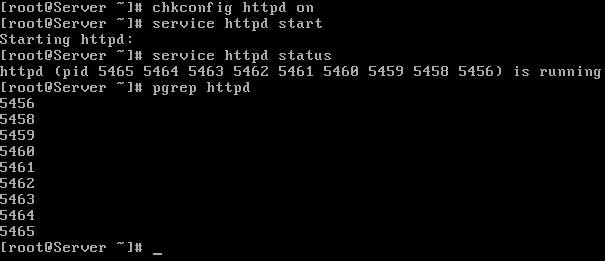 [root@Server ~]# chkconfig httpd on
[root@Server ~]# service httpd start
Starting httpd:
[root@Server ~]# service httpd status
httpd (pid 5465 5464 5463 5462 5461 5460 5459 5458 5456) is running
[root@Server ~]# pgrep httpd
5456
5458
5459
5460
5461
5462
5463
5464
5465
[root@Server ~]# _